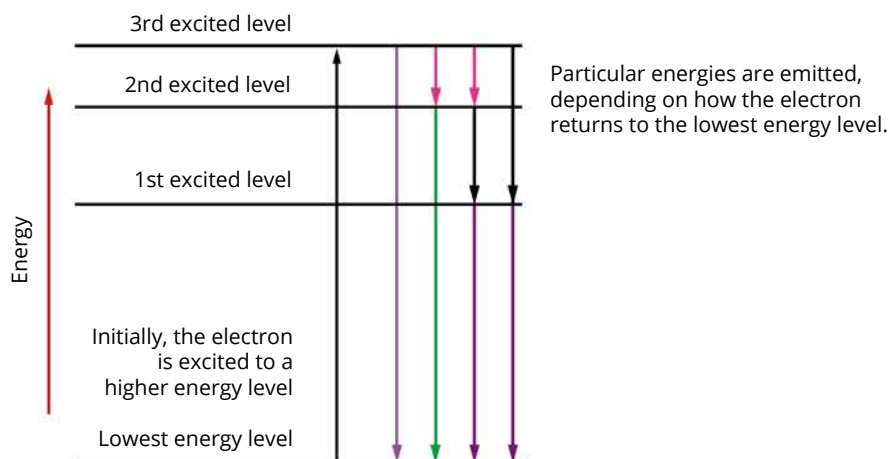 3rd excited level
2nd excited level
Particular energies are emitted,
depending on how the electron
returns to the lowest energy level.
1st excited level
Energy
Initially, the electron
is excited to a
higher energy level
Lowest energy level